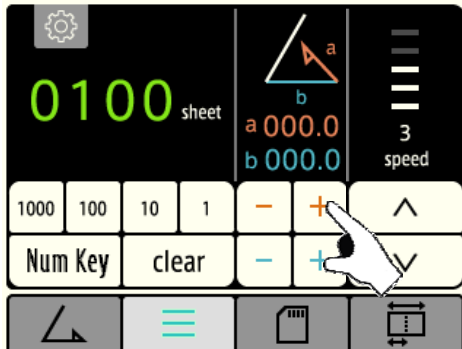 0100 sheet
a
b
a 000.0
b 000.0
3
speed
1000 100 10 1 - +
Num Key clear - +